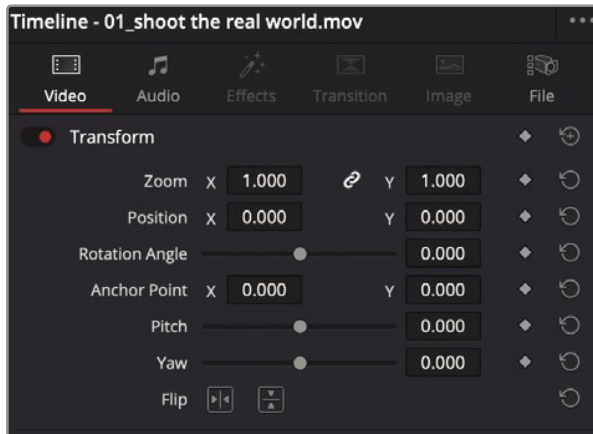 Timeline - 01_shoot the real world.mov
Video Audio Effects Transition Image File
Transform
Zoom X 1.000 Y 1.000
Position X 0.000 Y 0.000
Rotation Angle 0.000
Anchor Point X 0.000 Y 0.000
Pitch 0.000
Yaw 0.000
Flip